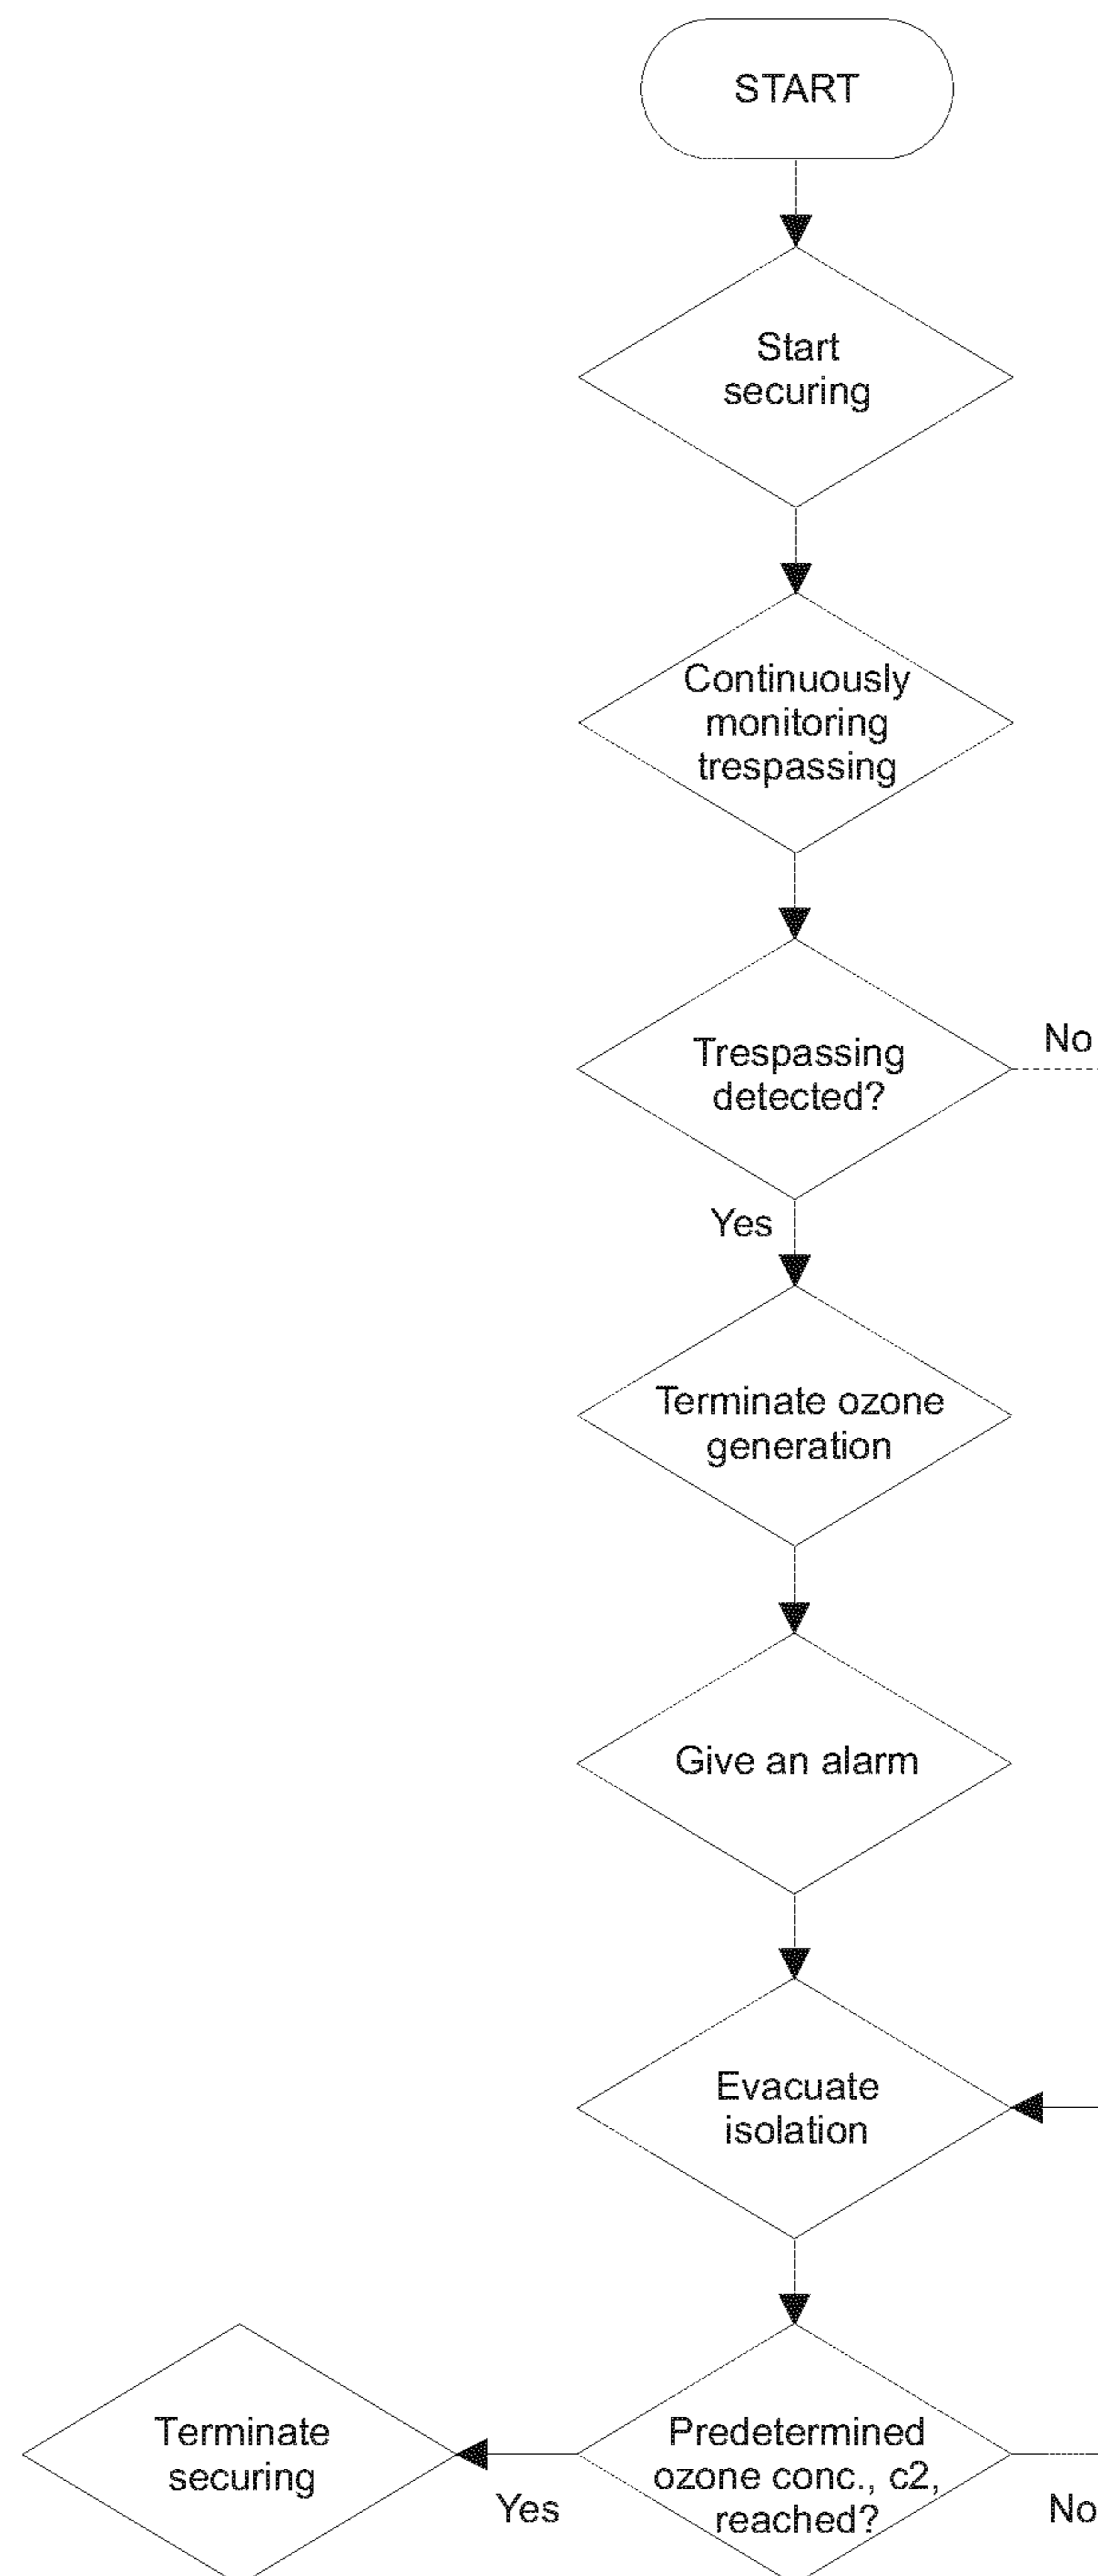 START
Start
securing
Continuously
monitoring
trespassing
Trespassing
detected?
No
Yes
Terminate ozone
generation
Give an alarm
Evacuate
isolation
Terminate
securing
Yes
Predetermined
ozone conc., c2,
reached?
No